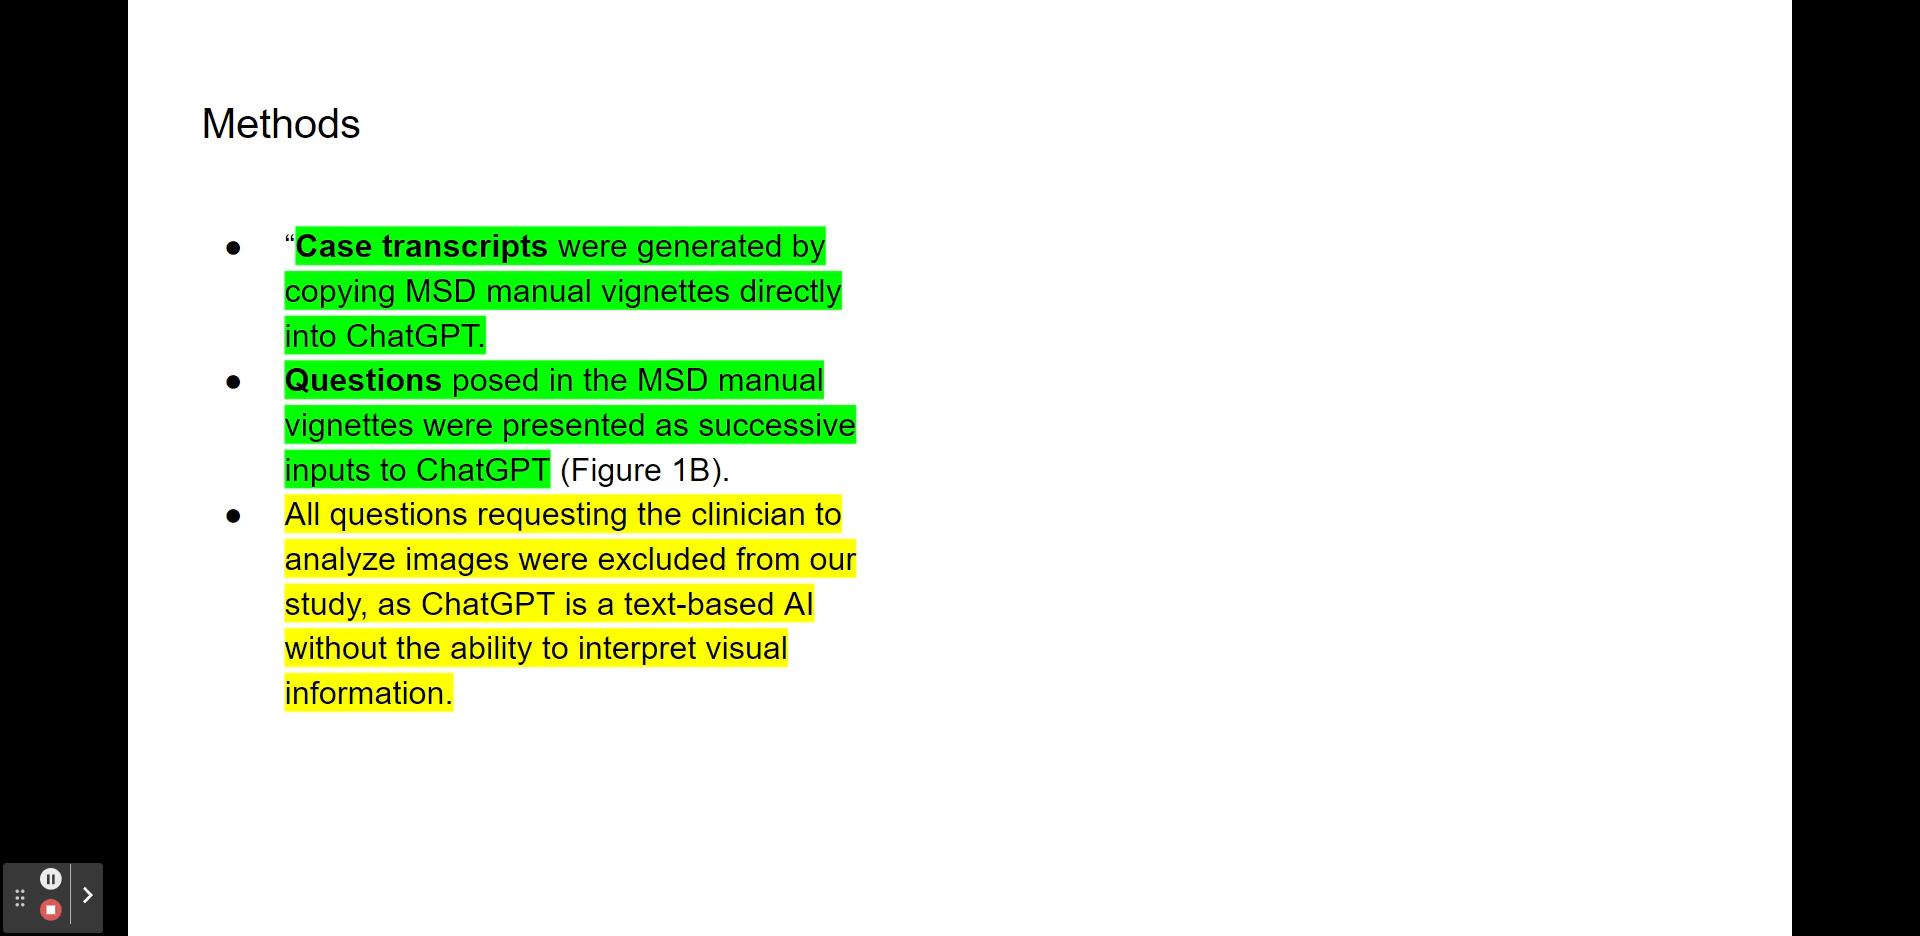 Methods
● “Case transcripts were generated by
copying MSD manual vignettes directly
into ChatGPT.
● Questions posed in the MSD manual
vignettes were presented as successive
inputs to ChatGPT (Figure 1B).
● All questions requesting the clinician to
analyze images were excluded from our
study, as ChatGPT is a text-based AI
without the ability to interpret visual
information.